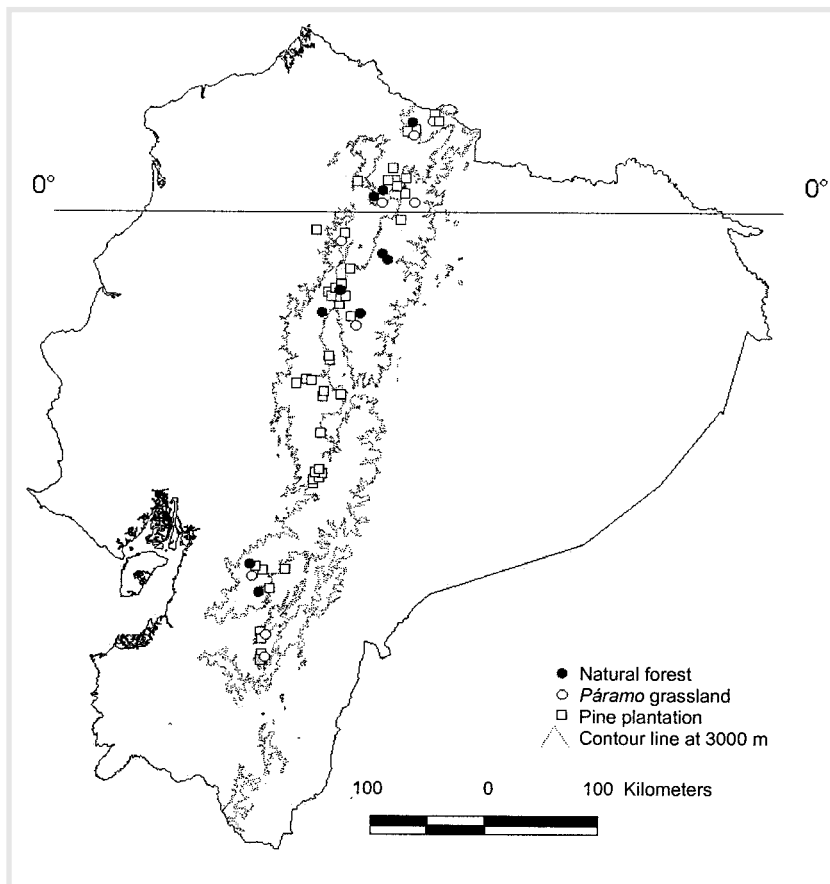 0° 0°
Natural forest
Páramo grassland
Pine plantation
Contour line at 3000 m
100 0 100 Kilometers